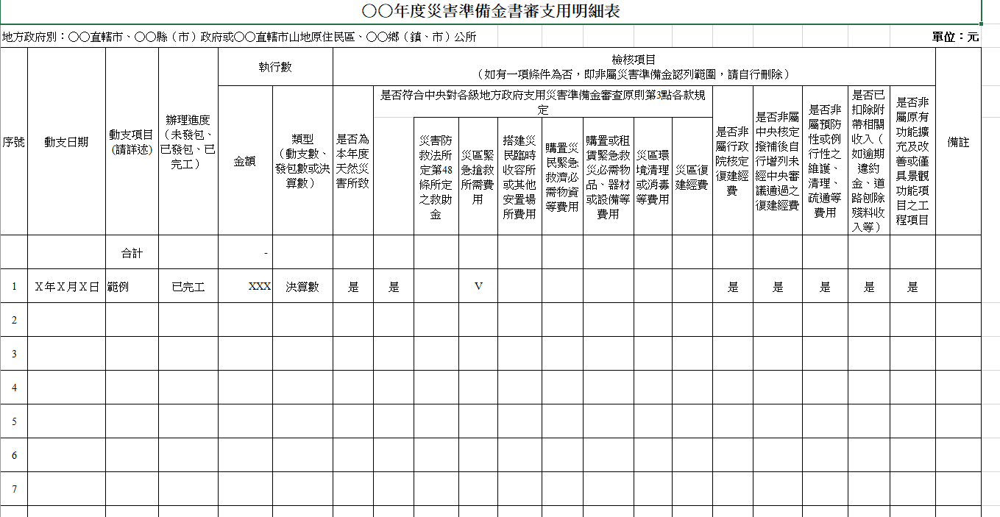 〇〇年度災害準備金書審支用明細表
地方政府別：〇〇直轄市、〇〇縣（市）政府或〇〇直轄市山地原住民區、〇〇鄉（鎮、市）公所
單位：元
序號
動支日期
動支項目
(請詳述)
辦理進度
（未發包、
已發包、已
完工）
執行數
金額
類型
（動支數、
發包數或決
算數）
檢核項目
（如有一項條件為否，即非屬災害準備金認列範圍，請自行刪除）
是否為
本年度
天然災
害所致
是否符合中央對各級地方政府支用災害準備金審查原則第3點各款規
定
災害防
救法所
定第48
條所定
之救助
金
災區緊
急搶救
所需費
用
搭建災
民臨時
收容所
或其他
安置場
所費用
購置災
民緊急
救濟必
需物資
等費用
購置或租
賃緊急救
災必需物
品、器材
或設備等
費用
災區環
境清理
或消毒
等費用
災區復
建經費
是否非
屬行政
院核定
復建經
費
是否非屬
中央核定
撥補後自
行增列未
經中央審
議通過之
復建經費
是否非
屬預防
性或例
行性之
維護、
清理、
疏通等
費用
是否已
扣除附
帶相關
收入（
如逾期
違約
金、道
路刨除
殘料收
入等）
是否非
屬原有
功能擴
充及改
善或僅
具景觀
功能項
目之工
程項目
備註
合計
-
1
X年X月X日
範例
已完工
XXX
決算數
是
是
V
是
是
是
是
是
2
3
4
5
6
7